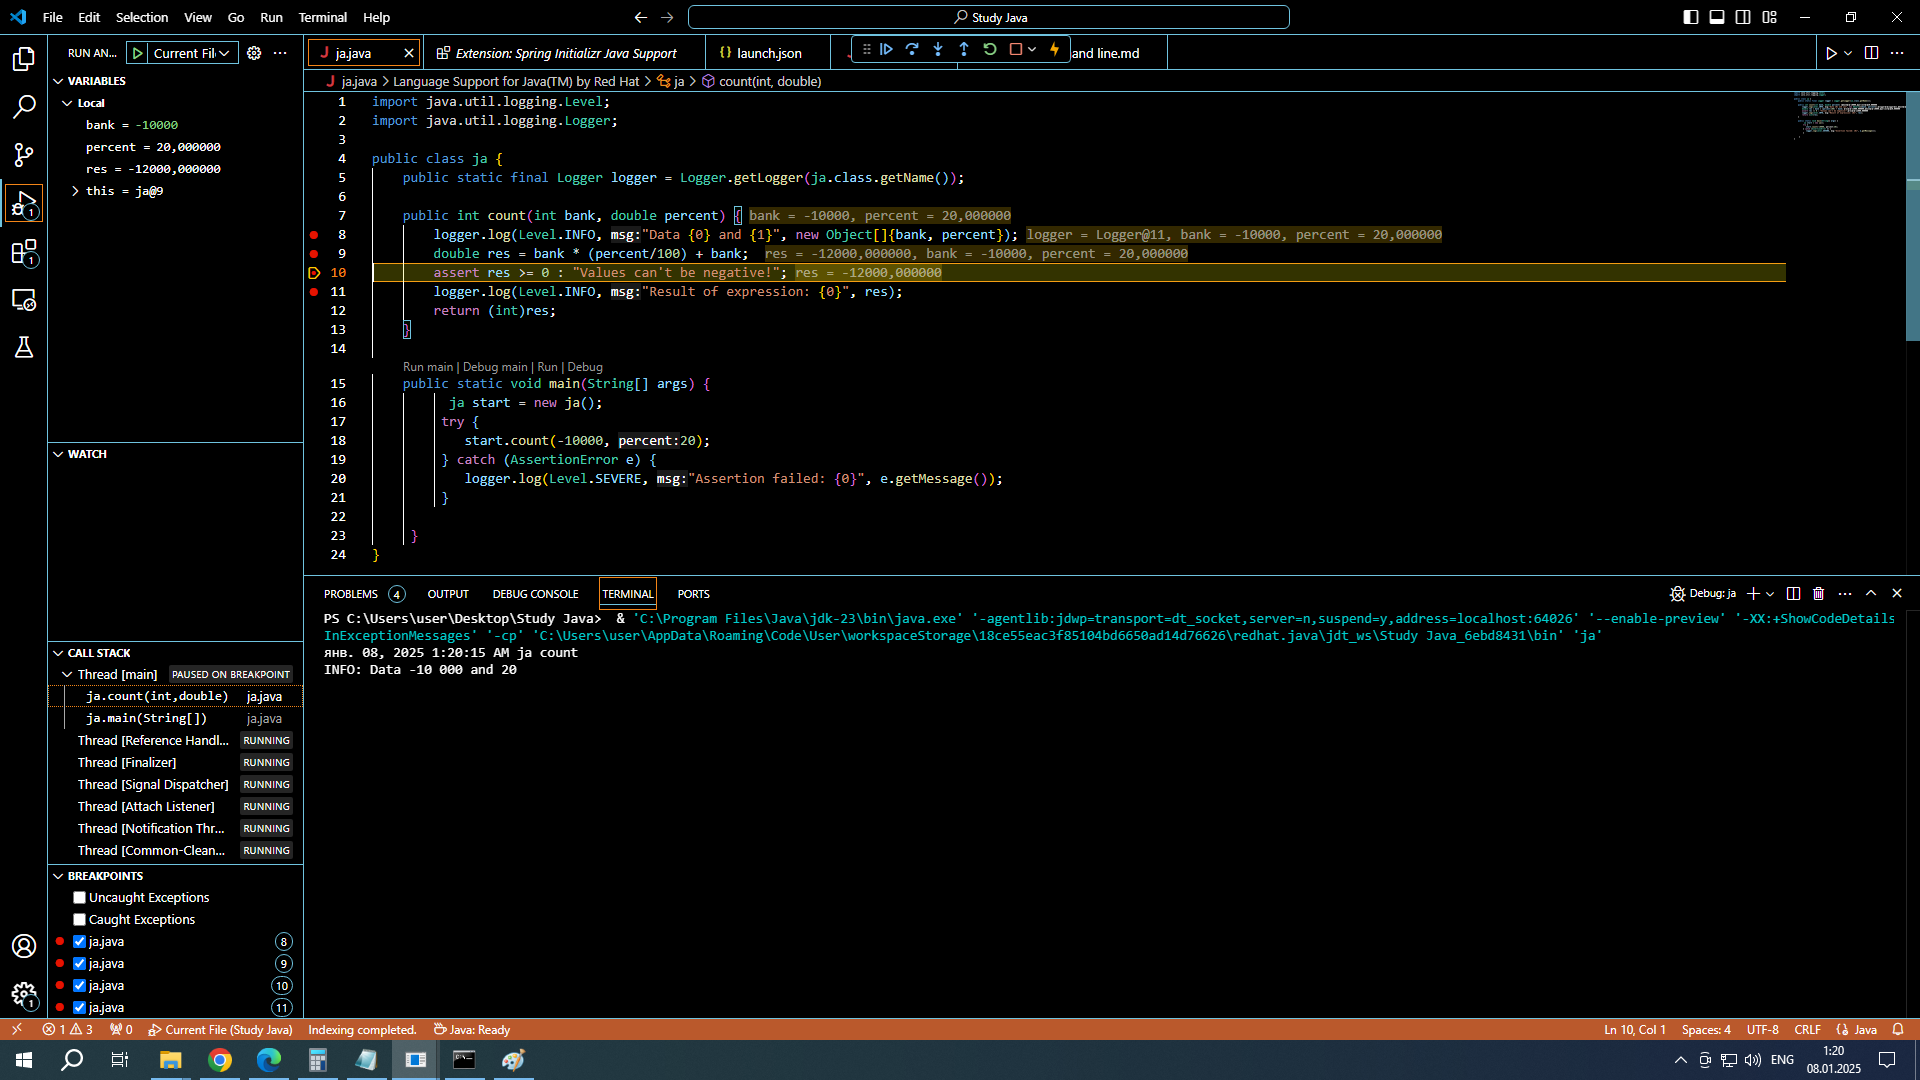 File Edit Selection View Go Run Terminal Help
Study Java
RUN AN... Current Fil
ja.java
Extension: Spring Initializr Java Support
launch.json
and line.md
ja.java > Language Support for Java(TM) by Red Hat > ja > count(int, double)
VARIABLES
Local
bank = -10000
percent = 20,000000
res = -12000,000000
this = ja@9
WATCH
CALL STACK
Thread [main] PAUSED ON BREAKPOINT
ja.count(int,double) ja.java
ja.main(String[]) ja.java
Thread [Reference Handl... RUNNING
Thread [Finalizer] RUNNING
Thread [Signal Dispatcher] RUNNING
Thread [Attach Listener] RUNNING
Thread [Notification Thr... RUNNING
Thread [Common-Clean... RUNNING
BREAKPOINTS
Uncaught Exceptions
Caught Exceptions
ja.java 8
ja.java 9
ja.java 10
ja.java 11
1 import java.util.logging.Level;
2 import java.util.logging.Logger;
3
4 public class ja {
5 public static final Logger logger = Logger.getLogger(ja.class.getName());
6
7 public int count(int bank, double percent) { bank = -10000, percent = 20,000000
8 logger.log(Level.INFO, msg:"Data {0} and {1}", new Object[]{bank, percent}); logger = Logger@11, bank = -10000, percent = 20,000000
9 double res = bank * (percent/100) + bank; res = -12000,000000, bank = -10000, percent = 20,000000
10 assert res >= 0 : "Values can't be negative!"; res = -12000,000000
11 logger.log(Level.INFO, msg:"Result of expression: {0}", res);
12 return (int)res;
13 }
14
Run main | Debug main | Run | Debug
15 public static void main(String[] args) {
16 ja start = new ja();
17 try {
18 start.count(-10000, percent:20);
19 } catch (AssertionError e) {
20 logger.log(Level.SEVERE, msg:"Assertion failed: {0}", e.getMessage());
21 }
22
23 }
24 }
PROBLEMS 4 OUTPUT DEBUG CONSOLE TERMINAL PORTS
Debug: ja
PS C:\Users\user\Desktop\Study Java> & 'C:\Program Files\Java\jdk-23\bin\java.exe' '-agentlib:jdwp=transport=dt_socket,server=n,suspend=y,address=localhost:64026' '--enable-preview' '-XX:+ShowCodeDetails
InExceptionMessages' '-cp' 'C:\Users\user\AppData\Roaming\Code\User\workspaceStorage\18ce55eac3f85104bd6650ad14d76626\redhat.java\jdt_ws\Study Java_6ebd8431\bin' 'ja'
янв. 08, 2025 1:20:15 AM ja count
INFO: Data -10 000 and 20
1 3 0 Current File (Study Java) Indexing completed. Java: Ready
Ln 10, Col 1 Spaces: 4 UTF-8 CRLF Java
ENG
1:20
08.01.2025